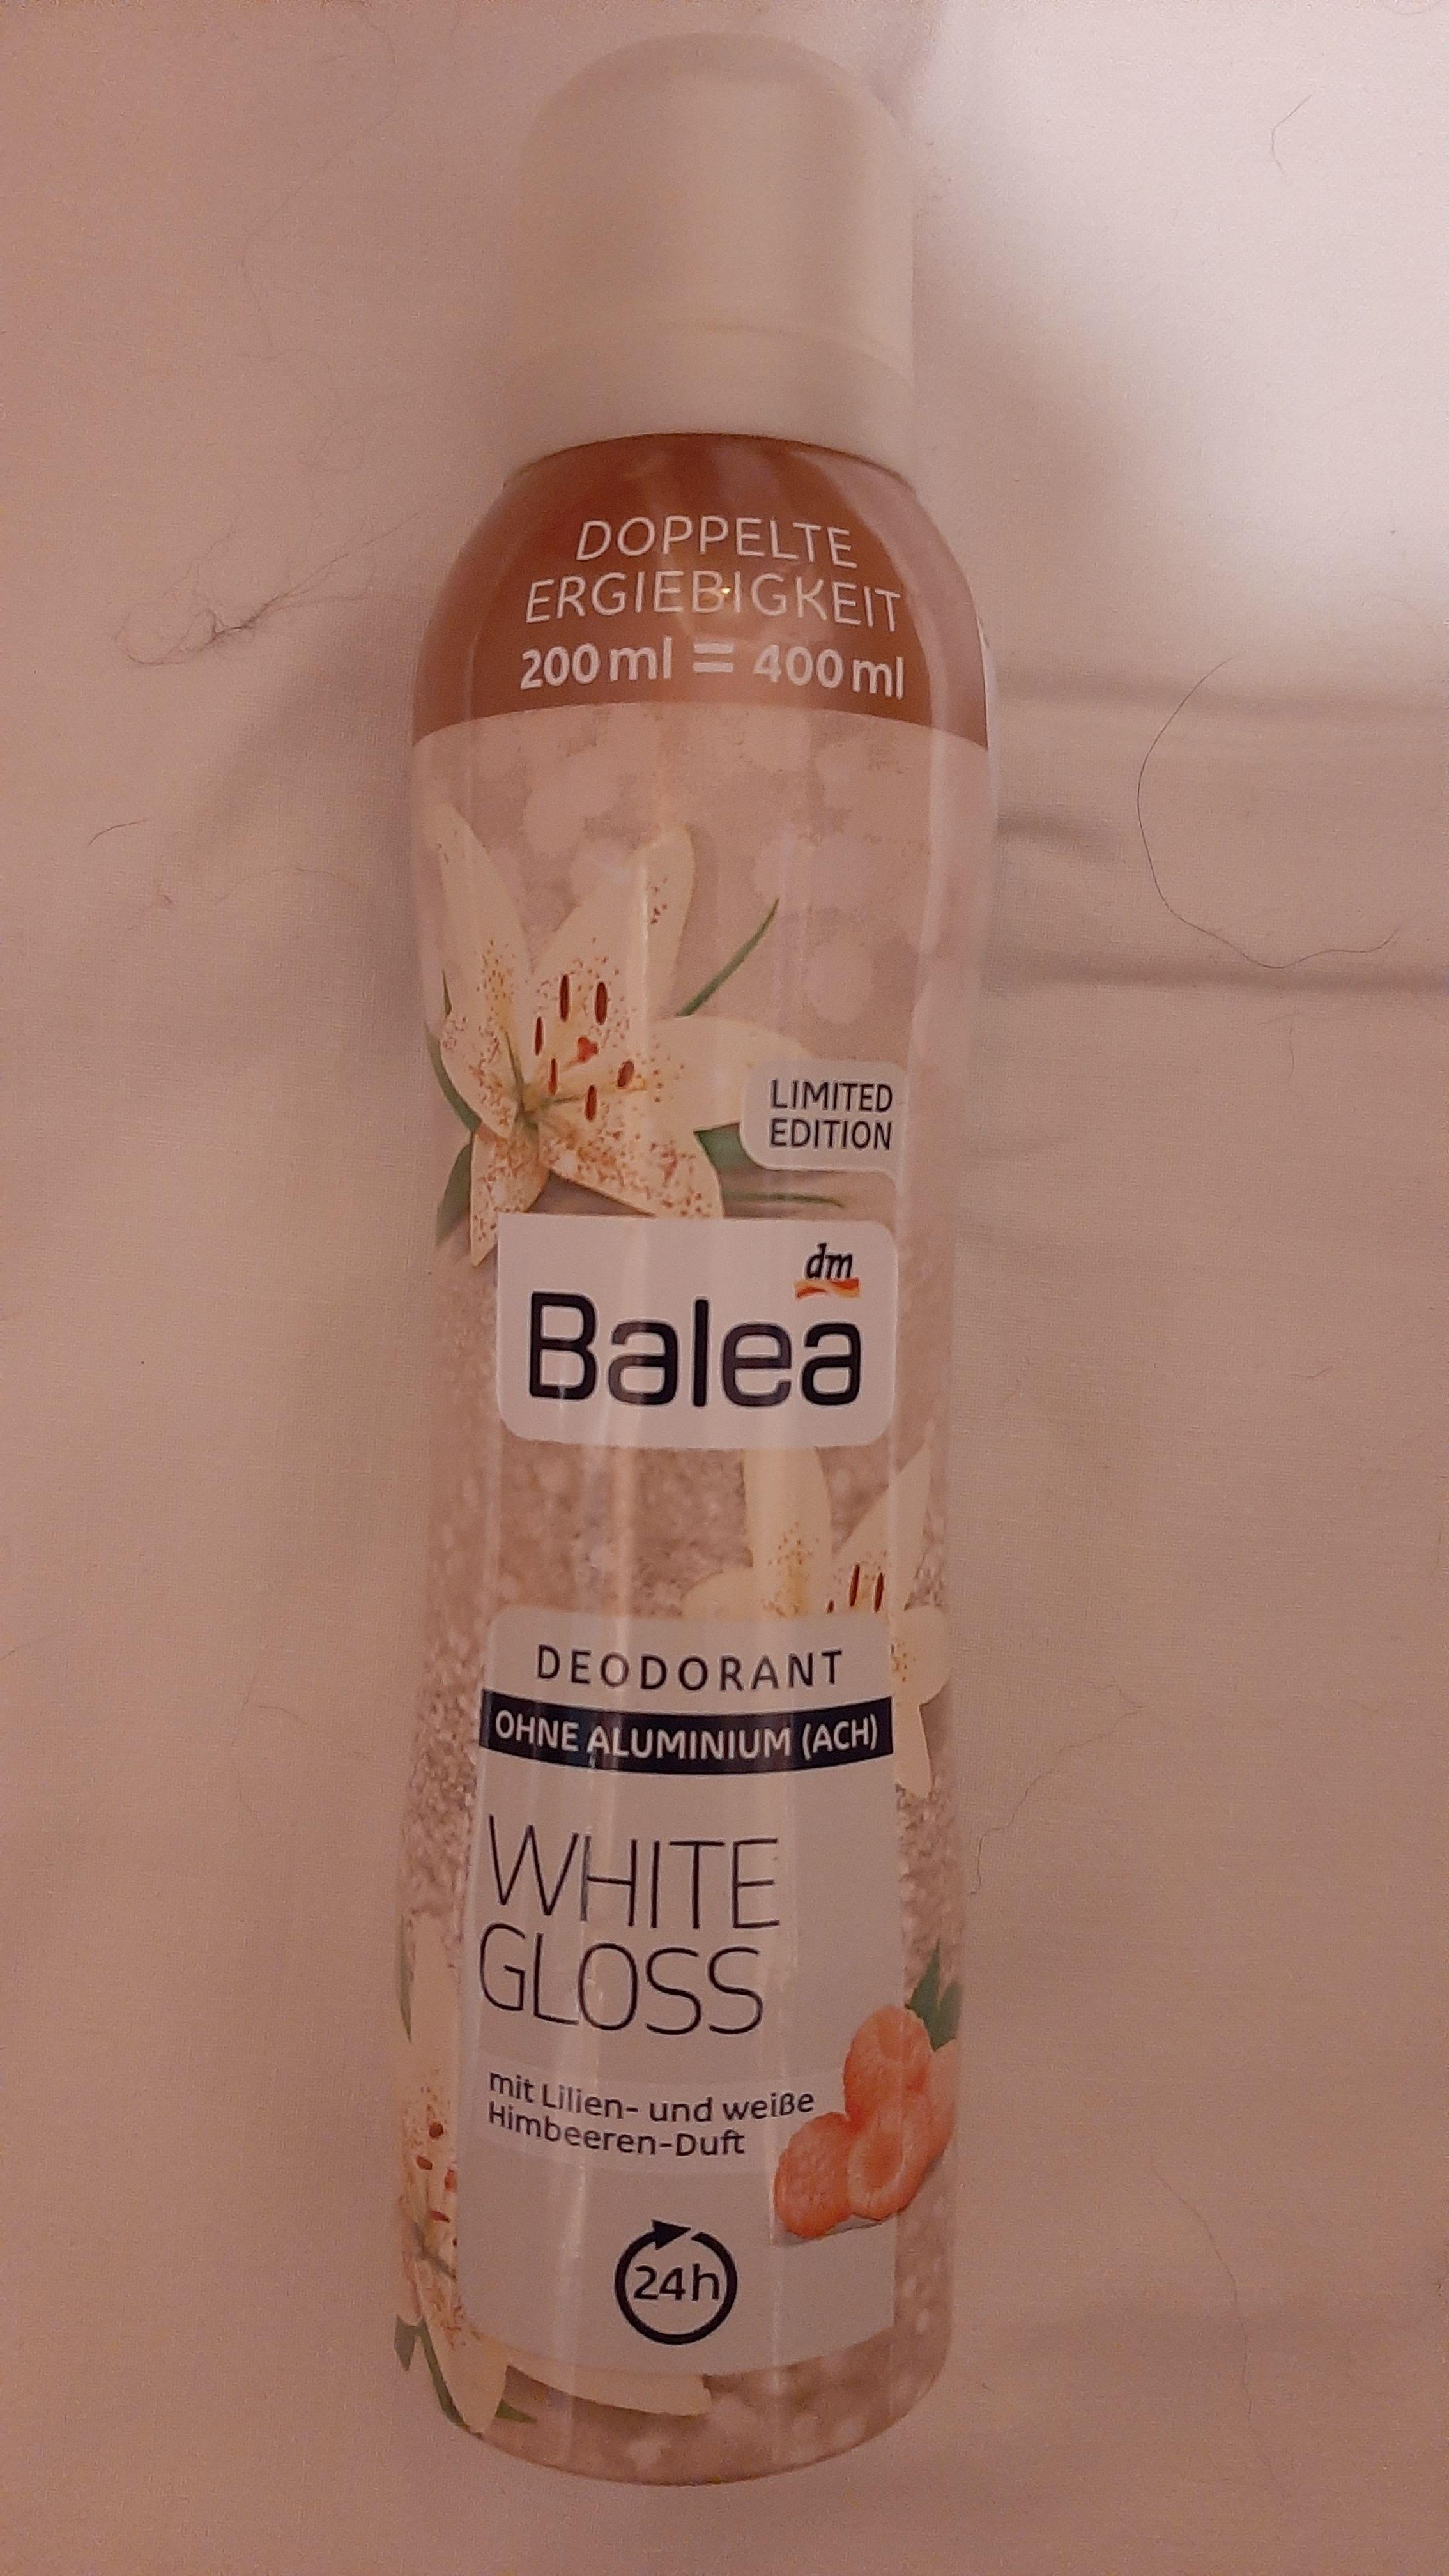 DOPPELTE
ERGIEBIGKEIT
200 ml = 400 ml
LIMITED
EDITION
dm
Balea
DEODORANT
OHNE ALUMINIUM (ACH)
WHITE
GLOSS
mit Lilien- und weiße
Himbeeren-Duft
24h